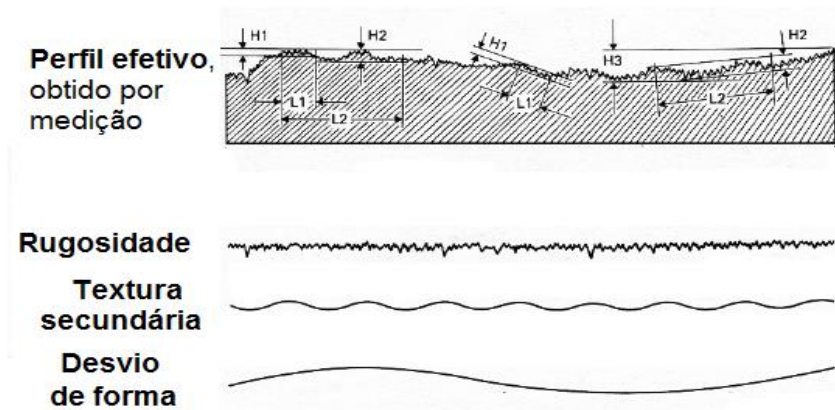 Perfil efetivo,
obtido por
medição
H1
H2
H1
H3
H2
L1
L2
L1
L2
Rugosidade
Textura
secundária
Desvio
de forma